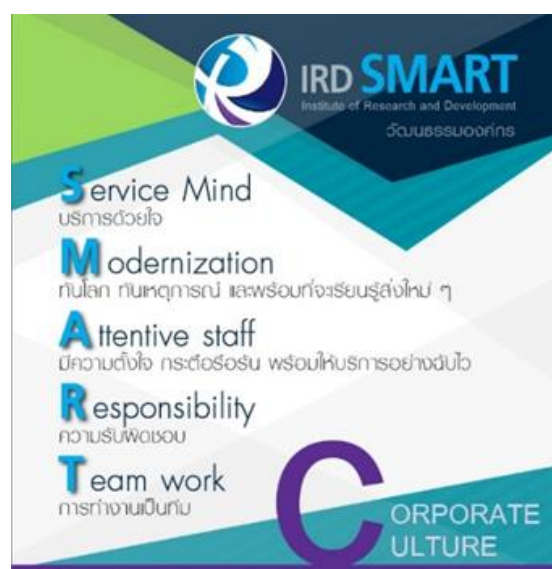 IRD SMART
Institute of Research and Development
วัฒนธรรมองค์กร
Service Mind
บริการด้วยใจ
Modernization
ทันโลก ทันเหตุการณ์ และพร้อมที่จะเรียนรู้สิ่งใหม่ ๆ
Attentive staff
มีความตั้งใจ กระตือรือร้น พร้อมให้บริการอย่างฉับไว
Responsibility
ความรับผิดชอบ
Team work
การทำงานเป็นทีม
CORPORATE
CULTURE